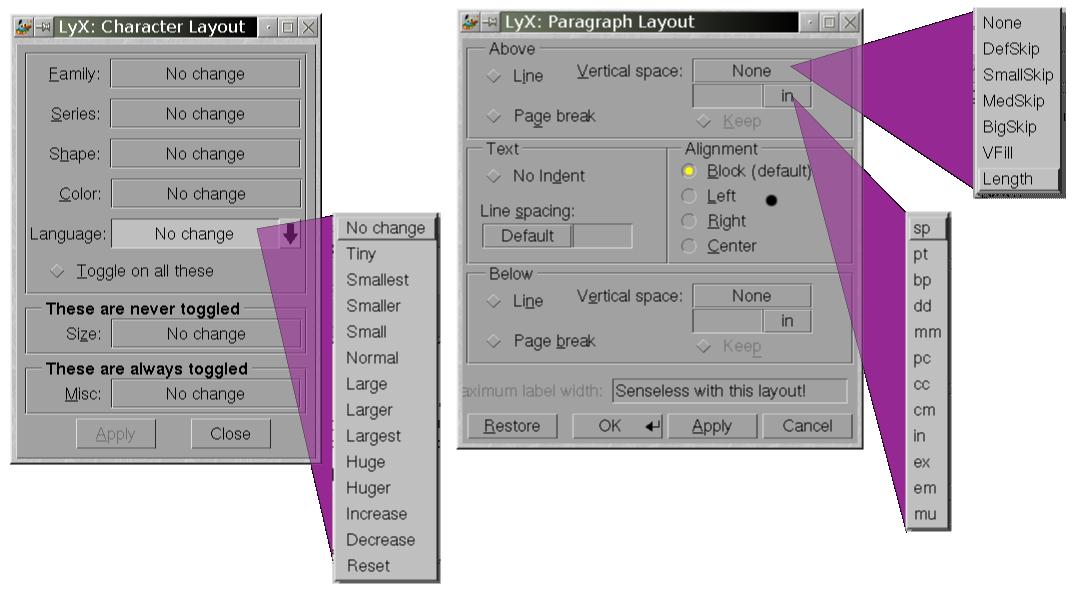 LyX: Character Layout
Family: No change
Series: No change
Shape: No change
Color: No change
Language: No change
Toggle on all these
These are never toggled
Size: No change
These are always toggled
Misc: No change
Apply Close
No change
Tiny
Smallest
Smaller
Small
Normal
Large
Larger
Largest
Huge
Huger
Increase
Decrease
Reset
LyX: Paragraph Layout
Above
Line Vertical space: None
in
Page break Keep
Text
No Indent
Line spacing:
Default
Alignment
Block (default)
Left
Right
Center
Below
Line Vertical space: None
in
Page break Keep
aximum label width: Senseless with this layout!
Restore OK Apply Cancel
None
DefSkip
SmallSkip
MedSkip
BigSkip
VFill
Length
sp
pt
bp
dd
mm
pc
cc
cm
in
ex
em
mu